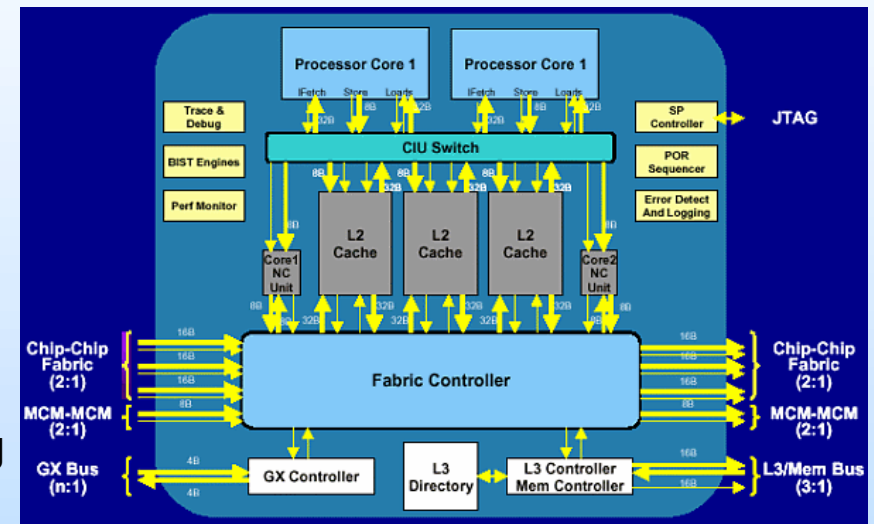 Processor Core 1
Processor Core 1
IFetch Store Loads
IFetch Store Loads
8B
32B
32B
8B
32B
32B
Trace &
Debug
BIST Engines
Perf Monitor
SP
Controller
JTAG
POR
Sequencer
Error Detect
And Logging
CIU Switch
8B
32B
8B
32B
8B
32B
8B
8B
L2
Cache
L2
Cache
L2
Cache
Core1
NC
Unit
Core2
NC
Unit
8B
8B
32B
32B
32B
32B
32B
32B
8B
8B
Chip-Chip
Fabric
(2:1)
16B
16B
16B
MCM-MCM
(2:1)
8B
Fabric Controller
16B
16B
16B
Chip-Chip
Fabric
(2:1)
8B
MCM-MCM
(2:1)
GX Bus
(n:1)
4B
4B
GX Controller
L3
Directory
L3 Controller
Mem Controller
16B
16B
L3/Mem Bus
(3:1)
g